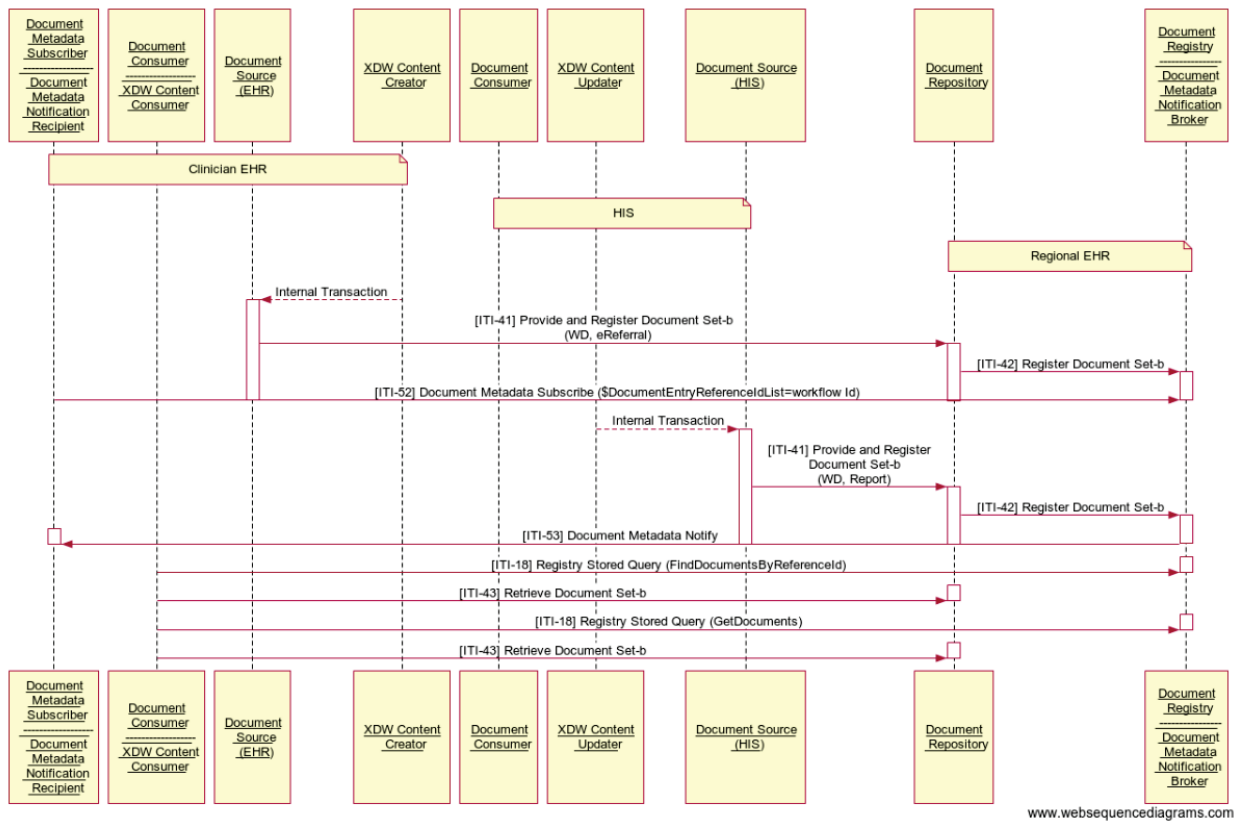 Document
Metadata
Subscriber
------------------
Document
Metadata
Notification
Recipient
Document
Consumer
------------------
XDW Content
Consumer
Document
Source
(EHR)
XDW Content
Creator
Document
Consumer
XDW Content
Updater
Document Source
(HIS)
Document
Repository
Document
Registry
----------------
Document
Metadata
Notification
Broker
Clinician EHR
HIS
Regional EHR
Internal Transaction
[ITI-41] Provide and Register Document Set-b
(WD, eReferral)
[ITI-42] Register Document Set-b
[ITI-52] Document Metadata Subscribe ($DocumentEntryReferenceIdList=workflow Id)
Internal Transaction
[ITI-41] Provide and Register
Document Set-b
(WD, Report)
[ITI-42] Register Document Set-b
[ITI-53] Document Metadata Notify
[ITI-18] Registry Stored Query (FindDocumentsByReferenceId)
[ITI-43] Retrieve Document Set-b
[ITI-18] Registry Stored Query (GetDocuments)
[ITI-43] Retrieve Document Set-b
Document
Metadata
Subscriber
------------------
Document
Metadata
Notification
Recipient
Document
Consumer
------------------
XDW Content
Consumer
Document
Source
(EHR)
XDW Content
Creator
Document
Consumer
XDW Content
Updater
Document Source
(HIS)
Document
Repository
Document
Registry
----------------
Document
Metadata
Notification
Broker
www.websequencediagrams.com